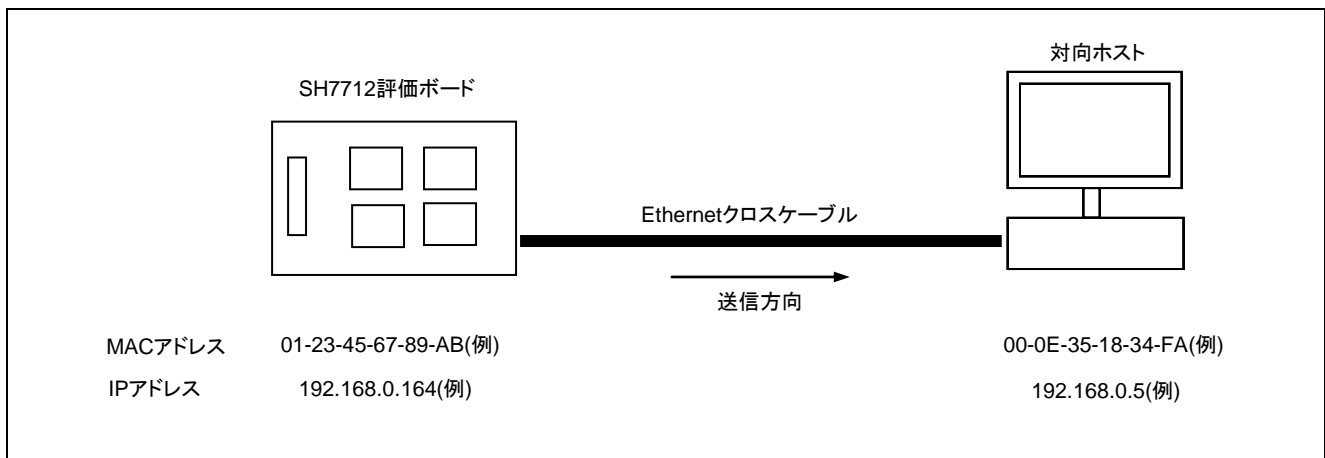 対向ホスト
SH7712評価ボード
Ethernetクロスケーブル
送信方向
MACアドレス 01-23-45-67-89-AB(例) 00-0E-35-18-34-FA(例)
IPアドレス 192.168.0.164(例) 192.168.0.5(例)